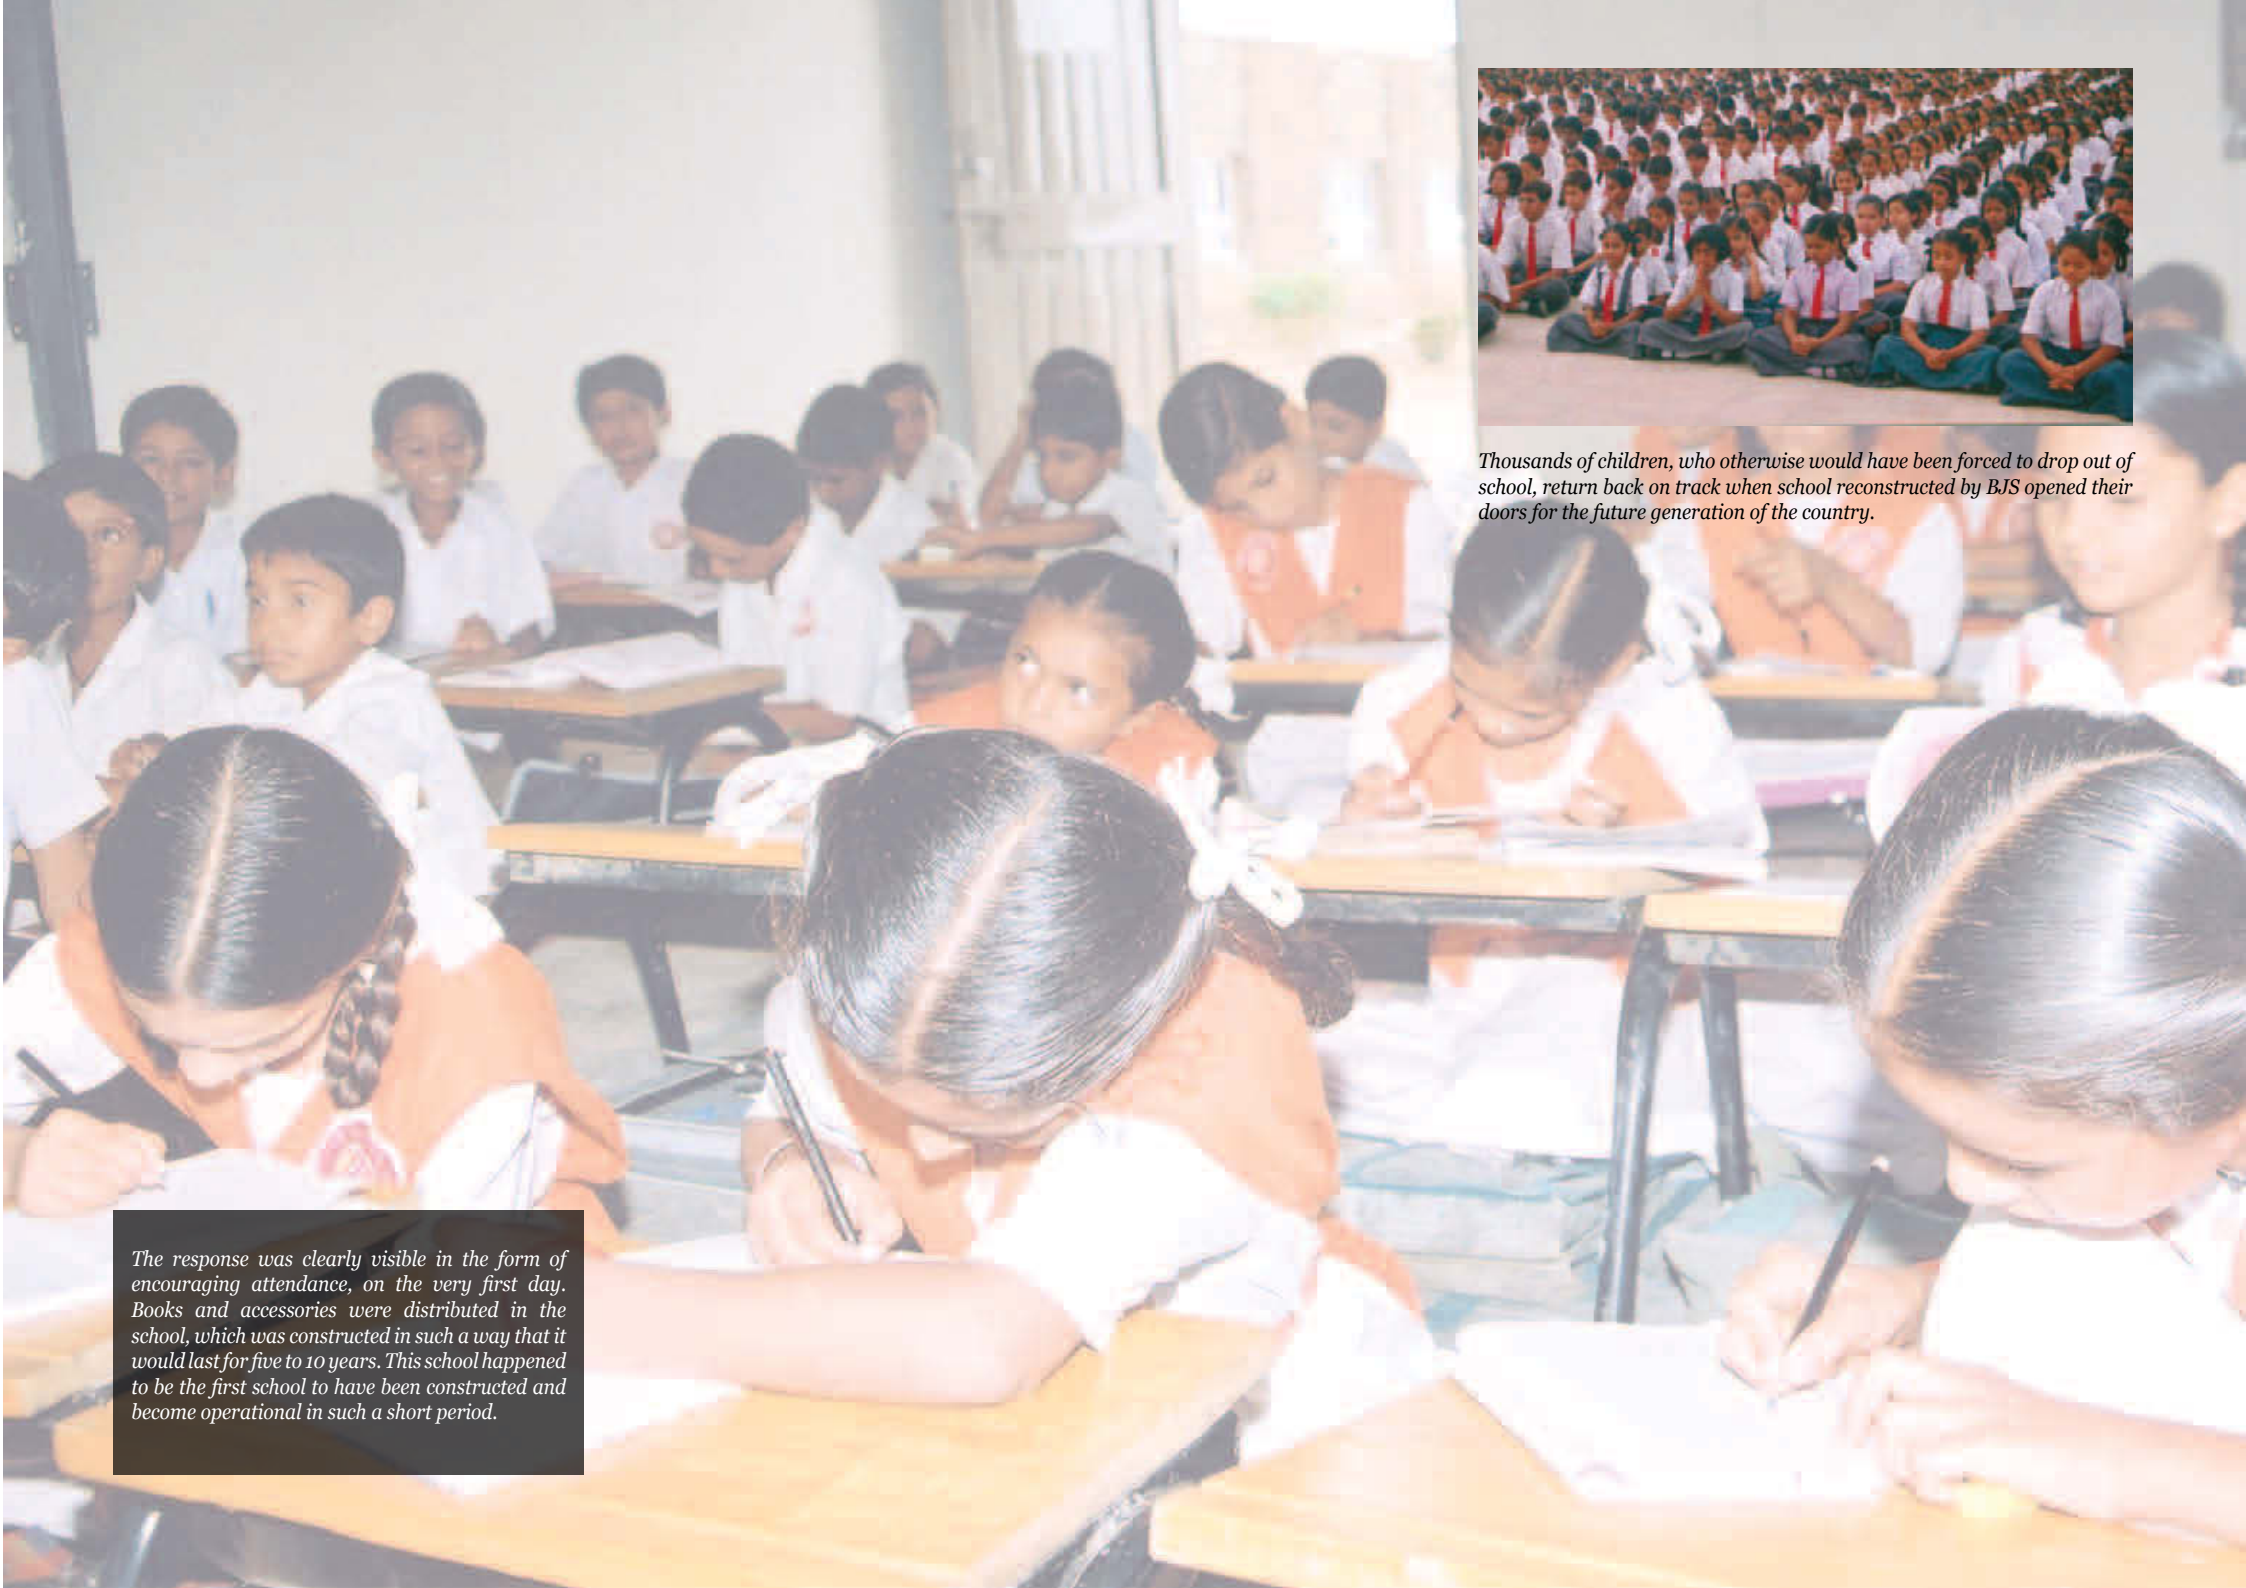 Thousands of children, who otherwise would have been forced to drop out of
school, return back on track when school reconstructed by BJS opened their
doors for the future generation of the country.
The response was clearly visible in the form of
encouraging attendance, on the very first day.
Books and accessories were distributed in the
school, which was constructed in such a way that it
would last for five to 10 years. This school happened
to be the first school to have been constructed and
become operational in such a short period.